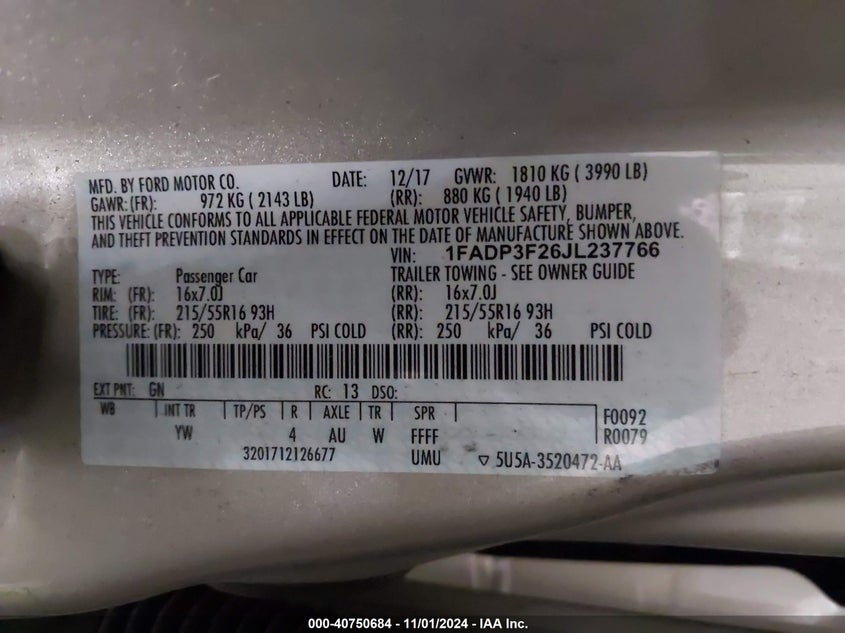 MFD. BY FORD MOTOR CO. DATE: 12/17 GVWR: 1810 KG ( 3990 LB)
GAWR: (FR): 972 KG ( 2143 LB) (RR): 880 KG ( 1940 LB)
THIS VEHICLE CONFORMS TO ALL APPLICABLE FEDERAL MOTOR VEHICLE SAFETY, BUMPER,
AND THEFT PREVENTION STANDARDS IN EFFECT ON THE DATE OF MANUFACTURE SHOWN ABOVE.
VIN: 1FADP3F26JL237766
TYPE: Passenger Car TRAILER TOWING - SEE OWNER GUIDE
RIM: (FR): 16x7.0J (RR): 16x7.0J
TIRE: (FR): 215/55R16 93H (RR): 215/55R16 93H
PRESSURE: (FR): 250 kPa/ 36 PSI COLD (RR): 250 kPa/ 36 PSI COLD
EXT PNT: GN RC: 13 DSO:
WB INT TR TP/PS R AXLE TR SPR F0092
YW 4 AU W FFFF R0079
3201712126677 UMU ▽ 5U5A-3520472-AA
000-40750684 - 11/01/2024 - IAA Inc.